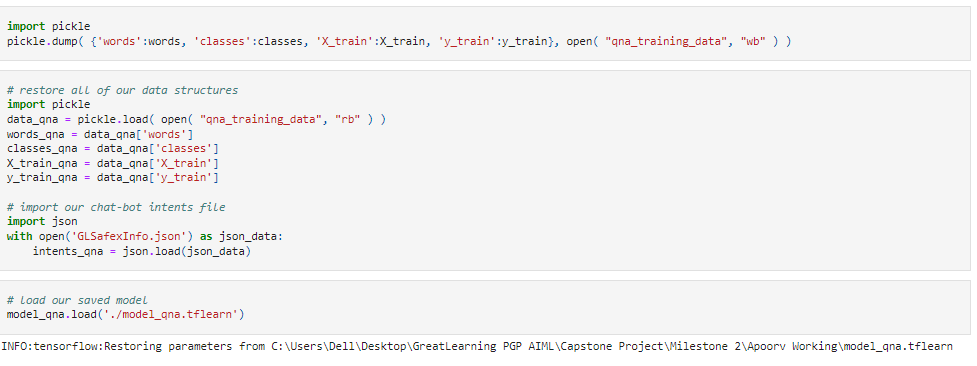 import pickle
pickle.dump( {'words':words, 'classes':classes, 'X_train':X_train, 'y_train':y_train}, open( "qna_training_data", "wb" ) )
# restore all of our data structures
import pickle
data_qna = pickle.load( open( "qna_training_data", "rb" ) )
words_qna = data_qna['words']
classes_qna = data_qna['classes']
X_train_qna = data_qna['X_train']
y_train_qna = data_qna['y_train']
# import our chat-bot intents file
import json
with open('GLSafexInfo.json') as json_data:
    intents_qna = json.load(json_data)
# load our saved model
model_qna.load('./model_qna.tflearn')
INFO:tensorflow:Restoring parameters from C:\Users\Dell\Desktop\GreatLearning PGP AIML\Capstone Project\Milestone 2\Apoorv Working\model_qna.tflearn